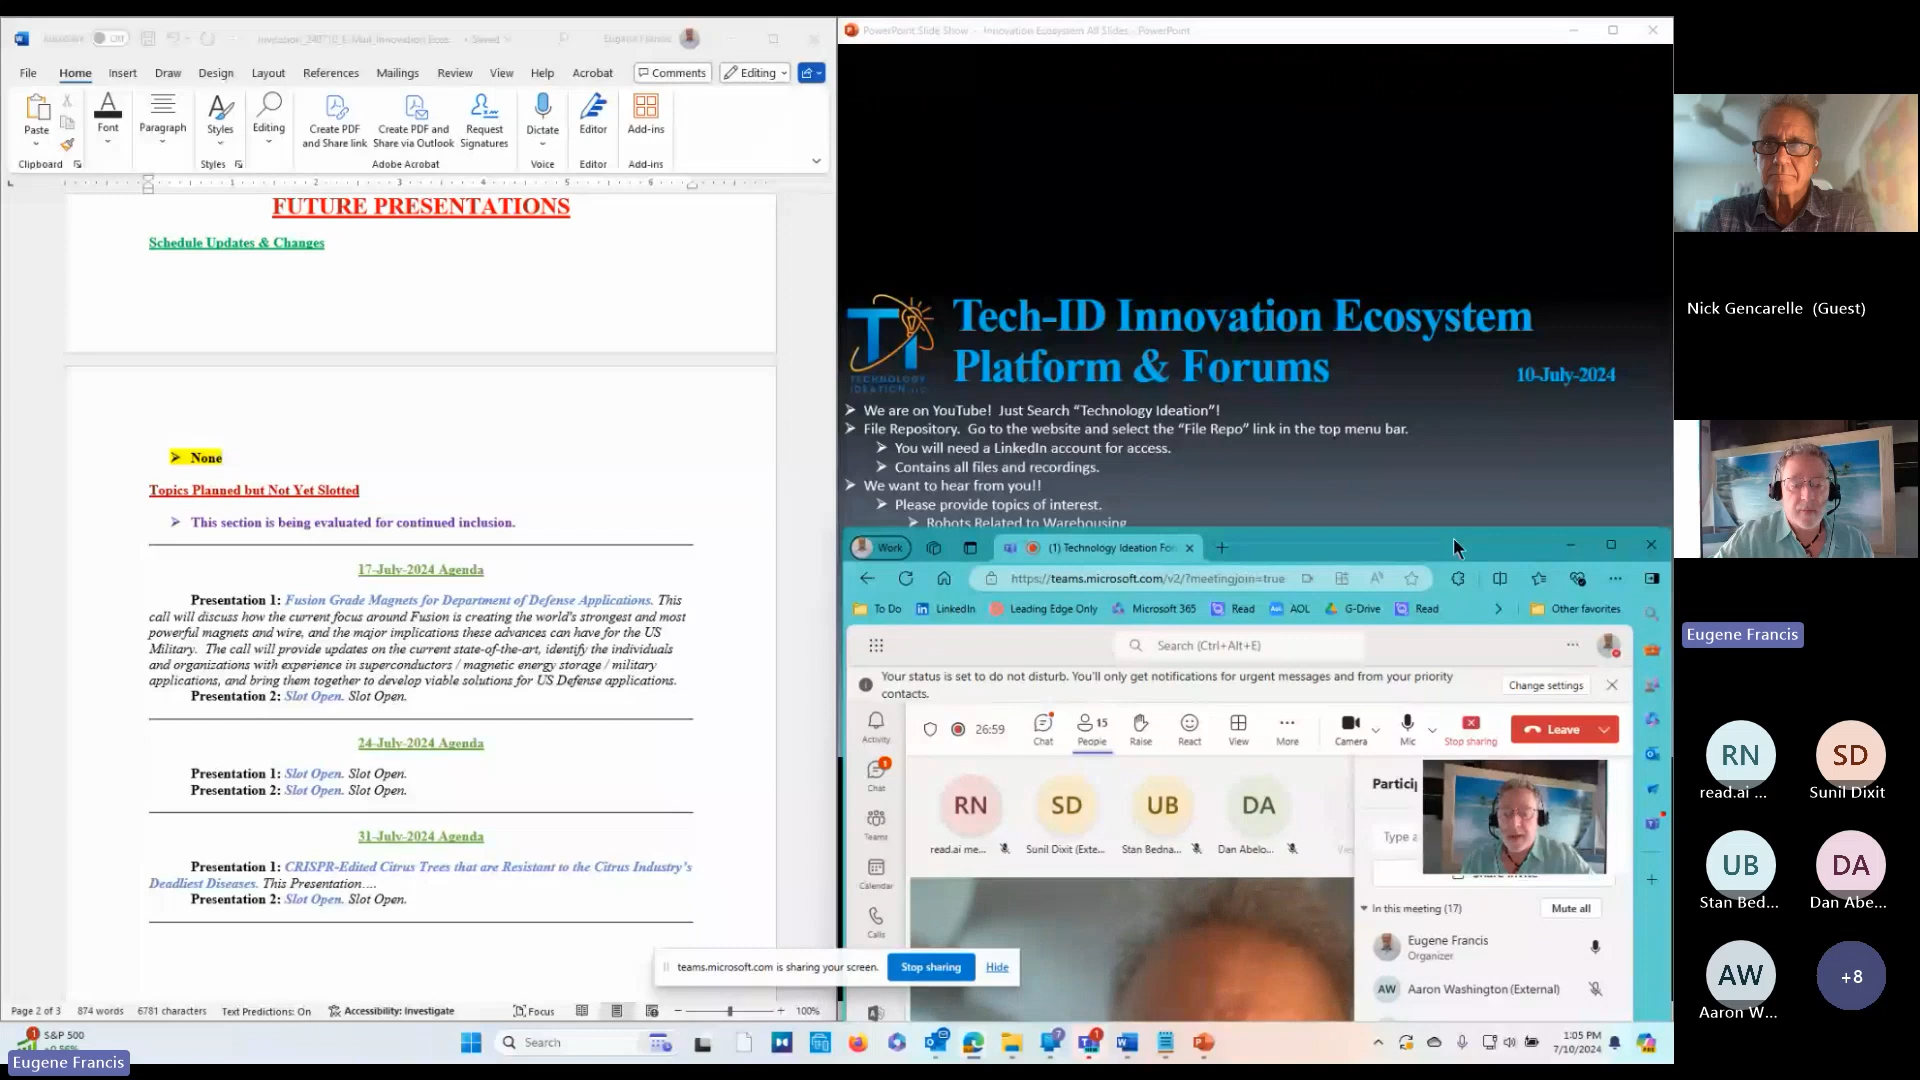 File Home Insert Draw Design Layout References Mailings Review View Help Acrobat Comments Editing
Paste Font Paragraph Styles Editing Create PDF and Share link Create PDF and Share via Outlook Request Signatures Dictate Editor Add-ins
Clipboard Styles Adobe Acrobat Voice Editor Add-ins
FUTURE PRESENTATIONS
Schedule Updates & Changes
➢ None
Topics Planned but Not Yet Slotted
➢ This section is being evaluated for continued inclusion.
17-July-2024 Agenda
Presentation 1: Fusion Grade Magnets for Department of Defense Applications. This
call will discuss how the current focus around Fusion is creating the world's strongest and most
powerful magnets and wire, and the major implications these advances can have for the US
Military. The call will provide updates on the current state-of-the-art, identify the individuals
and organizations with experience in superconductors / magnetic energy storage / military
applications, and bring them together to develop viable solutions for US Defense applications.
Presentation 2: Slot Open. Slot Open.
24-July-2024 Agenda
Presentation 1: Slot Open. Slot Open.
Presentation 2: Slot Open. Slot Open.
31-July-2024 Agenda
Presentation 1: CRISPR-Edited Citrus Trees that are Resistant to the Citrus Industry's
Deadliest Diseases. This Presentation....
Presentation 2: Slot Open. Slot Open.
teams.microsoft.com is sharing your screen. Stop sharing Hide
Page 2 of 3 874 words 6781 characters Text Predictions: On Accessibility: Investigate Focus 100%
PowerPoint Slide Show - Innovation Ecosystem All Slides - PowerPoint
TI
TECHNOLOGY
Tech-ID Innovation Ecosystem
Platform & Forums
10-July-2024
➢ We are on YouTube! Just Search “Technology Ideation”!
➢ File Repository. Go to the website and select the “File Repo” link in the top menu bar.
➢ You will need a LinkedIn account for access.
➢ Contains all files and recordings.
➢ We want to hear from you!!
➢ Please provide topics of interest.
➢ Robots Related to Warehousing
Work (1) Technology Ideation For
https://teams.microsoft.com/v2/?meetingjoin=true
To Do LinkedIn Leading Edge Only Microsoft 365 Read AOL G-Drive Read Other favorites
Search (Ctrl+Alt+E)
Your status is set to do not disturb. You'll only get notifications for urgent messages and from your priority
contacts.
Change settings
26:59 Chat People 15 Raise React View More Camera Mic Stop sharing Leave
Activity
Chat
Teams
Calendar
Calls
RN SD UB DA
read.ai me... Sunil Dixit (Exte... Stan Bedna... Dan Abelo...
Partici
Type a
In this meeting (17) Mute all
Eugene Francis
Organizer
AW Aaron Washington (External)
S&P 500
Search
1:05 PM
7/10/2024
Eugene Francis
Nick Gencarelle (Guest)
Eugene Francis
RN SD
read.ai ... Sunil Dixit
UB DA
Stan Bed... Dan Abe...
AW +8
Aaron W...